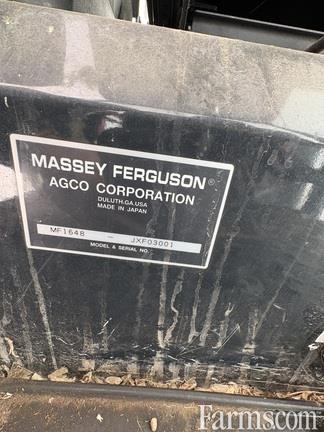 MASSEY FERGUSON®
AGCO CORPORATION
DULUTH.GA.USA
MADE IN JAPAN
MF1648 — JXF03001
MODEL & SERIAL NO.
Farms.com